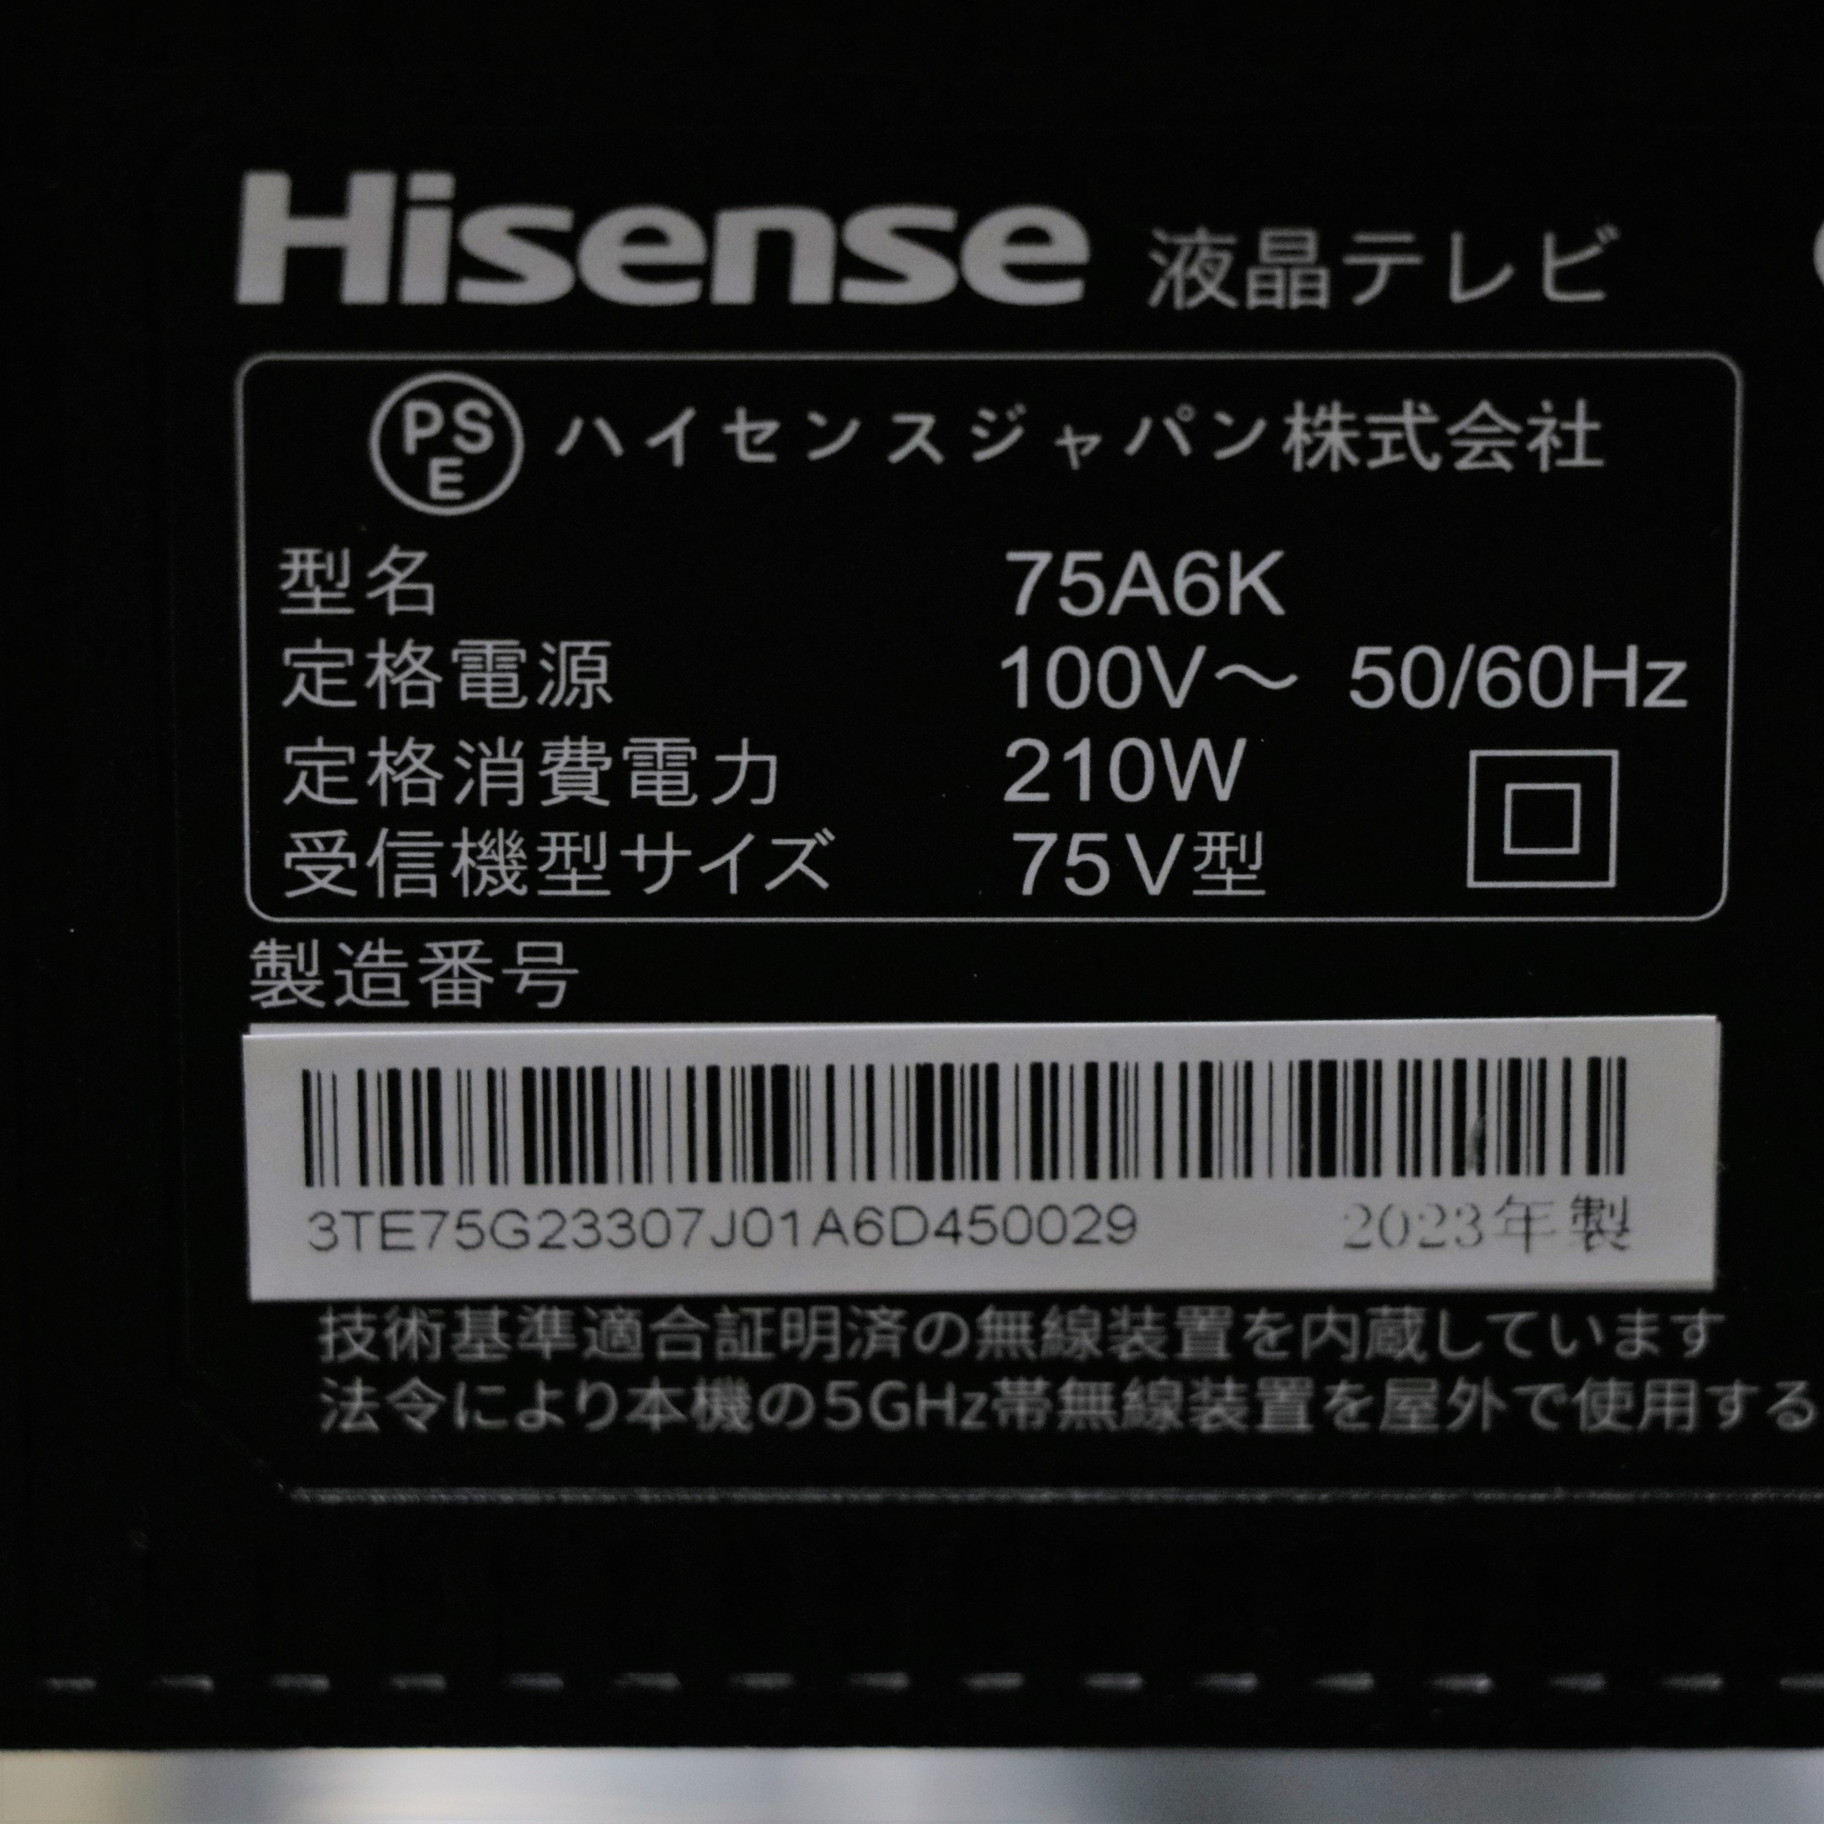 Hisense 液晶テレビ
PSE ハイセンスジャパン株式会社
型名 75A6K
定格電源 100V～ 50/60Hz
定格消費電力 210W
受信機型サイズ 75V型
製造番号
3TE75G23307J01A6D450029 2023年製
技術基準適合証明済の無線装置を内蔵しています
法令により本機の5GHz帯無線装置を屋外で使用する